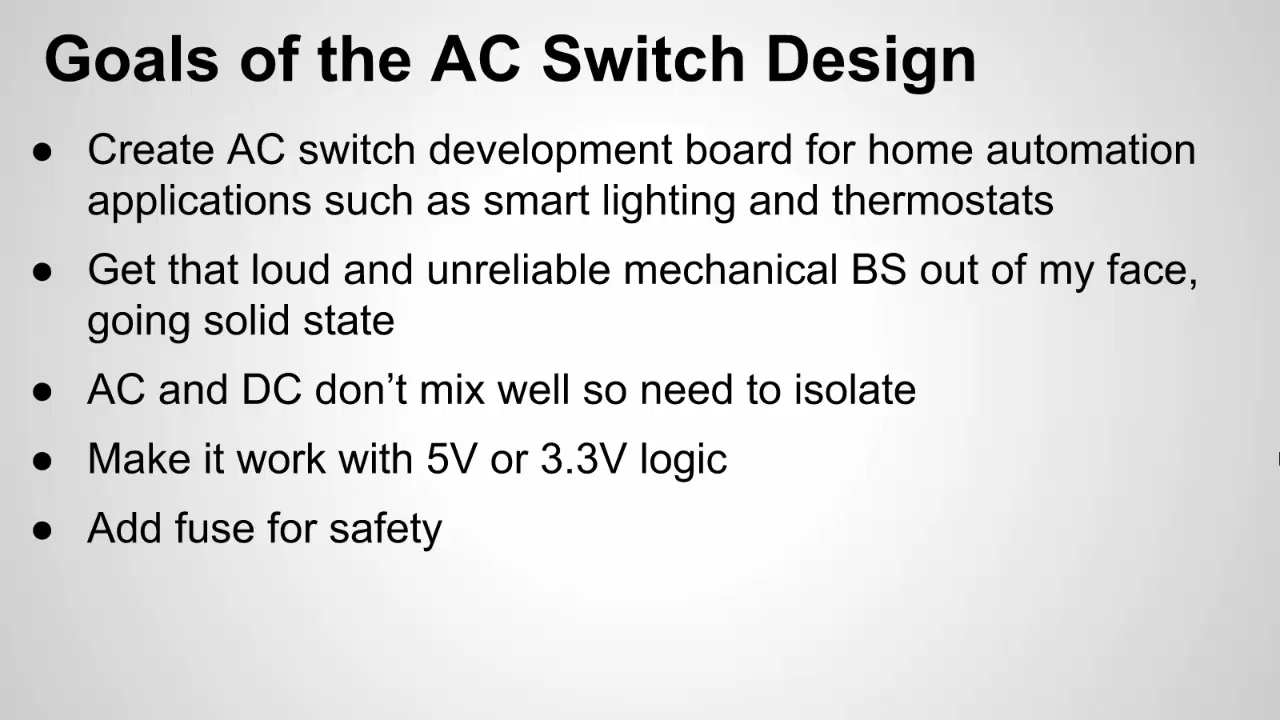 Goals of the AC Switch Design
● Create AC switch development board for home automation
applications such as smart lighting and thermostats
● Get that loud and unreliable mechanical BS out of my face,
going solid state
● AC and DC don’t mix well so need to isolate
● Make it work with 5V or 3.3V logic
● Add fuse for safety